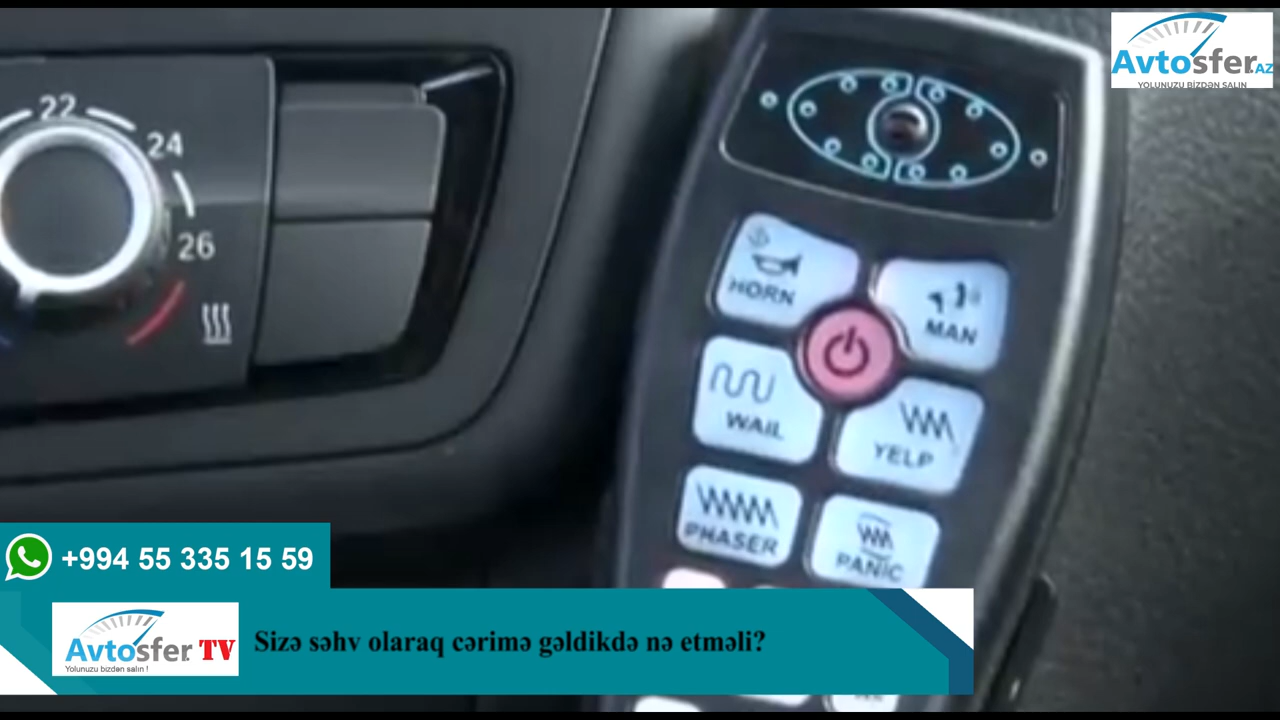 Avtosfer.AZ
YOLUNUZU BİZDƏN SALIN
22
24
26
HORN
MAN
WAIL
YELP
PHASER
PANIC
+994 55 335 15 59
Avtosfer TV
Yolunuzu bizdən salın !
Sizə səhv olaraq cərimə gəldikdə nə etməli?